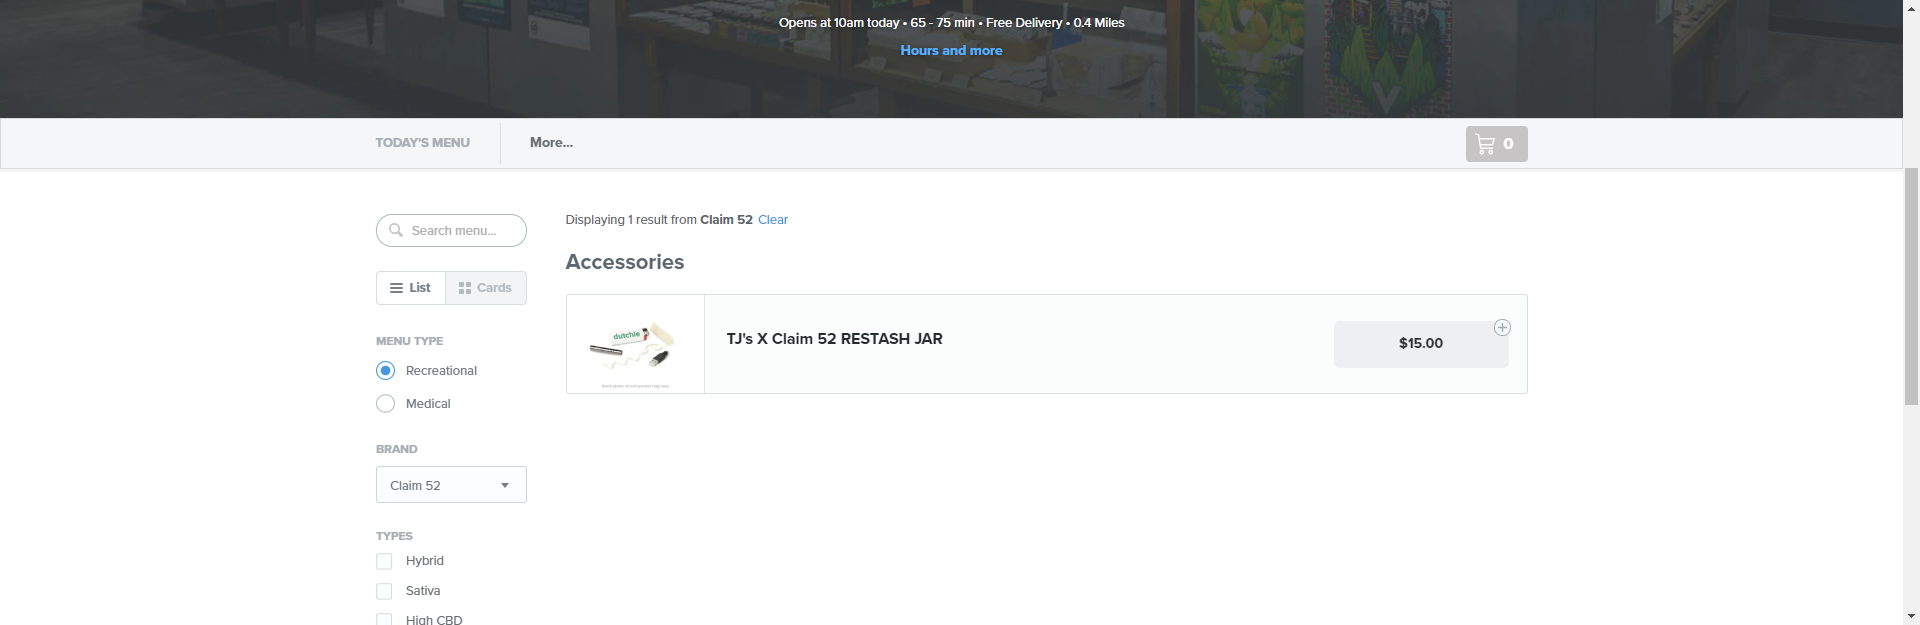 Opens at 10am today • 65 - 75 min • Free Delivery • 0.4 Miles
Hours and more
TODAY'S MENU
More...
0
Search menu...
Displaying 1 result from Claim 52 Clear
Accessories
List
Cards
dutchie
TJ's X Claim 52 RESTASH JAR
$15.00
MENU TYPE
Recreational
Medical
BRAND
Claim 52
TYPES
Hybrid
Sativa
High CBD